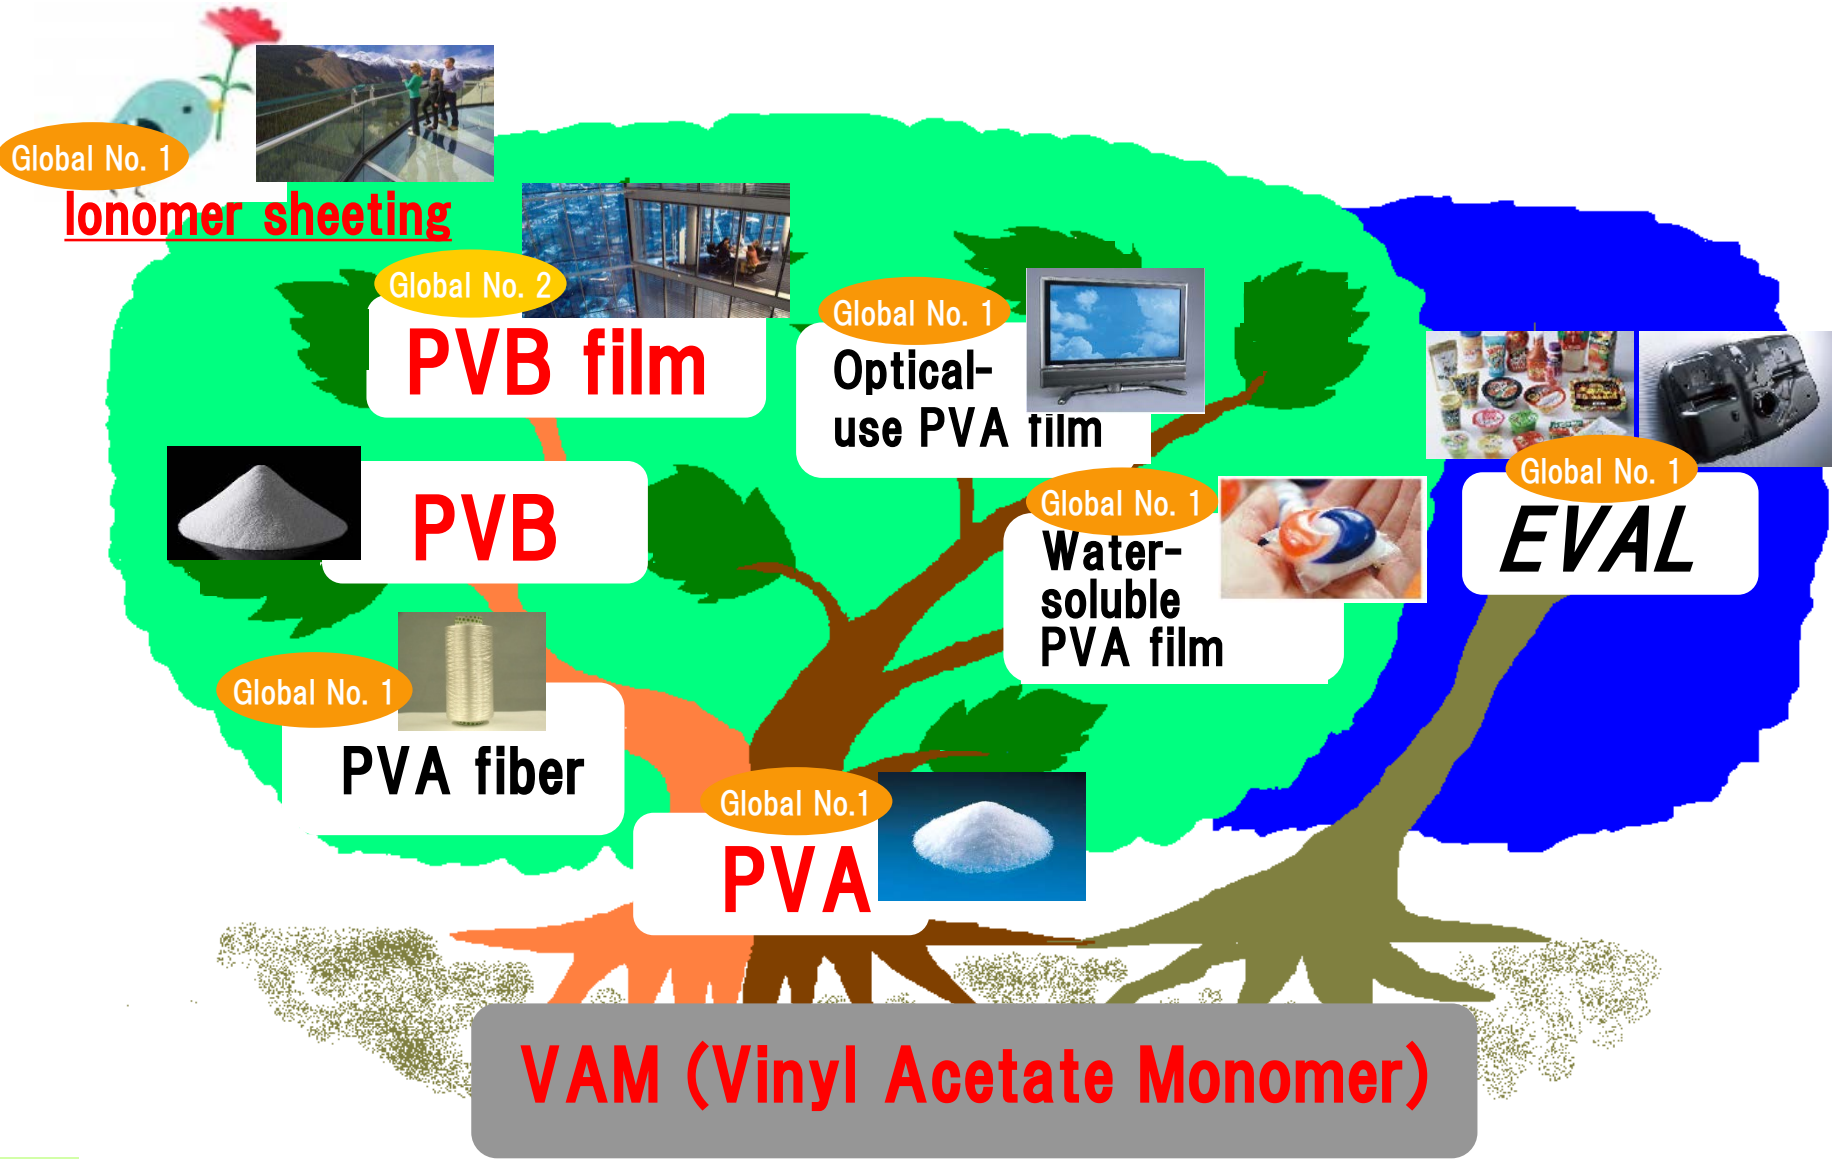 Global No. 1
Ionomer sheeting
Global No. 2
PVB film
Global No. 1
Optical-
use PVA film
Global No. 1
EVAL
PVB
Global No. 1
Water-
soluble
PVA film
Global No. 1
PVA fiber
Global No.1
PVA
VAM (Vinyl Acetate Monomer)